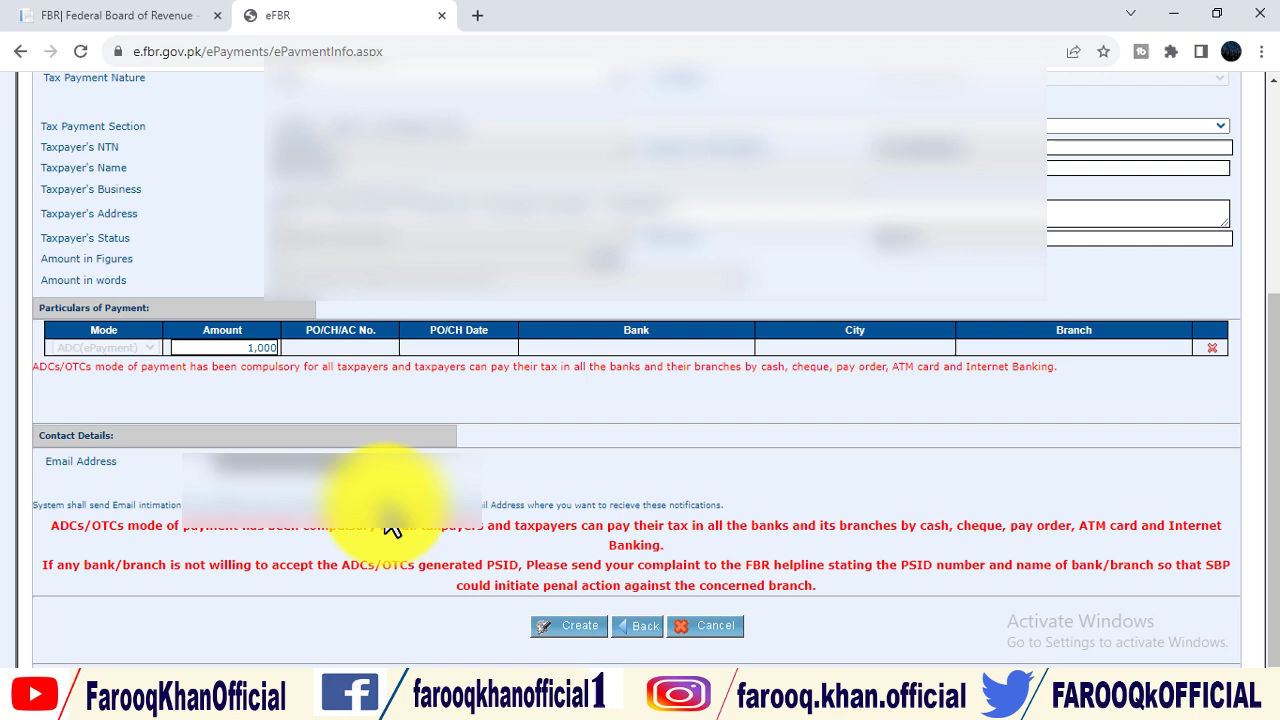 FBR| Federal Board of Revenue -
eFBR
e.fbr.gov.pk/ePayments/ePaymentInfo.aspx
Tax Payment Nature
Tax Payment Section
Taxpayer's NTN
Taxpayer's Name
Taxpayer's Business
Taxpayer's Address
Taxpayer's Status
Amount in Figures
Amount in words
Particulars of Payment:
Mode Amount PO/CH/AC No. PO/CH Date Bank City Branch
ADC(ePayment) 1,000
ADCs/OTCs mode of payment has been compulsory for all taxpayers and taxpayers can pay their tax in all the banks and their branches by cash, cheque, pay order, ATM card and Internet Banking.
Contact Details:
Email Address
System shall send Email intimation Address where you want to recieve these notifications.
ADCs/OTCs mode of payment has been compulsory taxpayers and taxpayers can pay their tax in all the banks and its branches by cash, cheque, pay order, ATM card and Internet
Banking.
If any bank/branch is not willing to accept the ADCs/OTCs generated PSID, Please send your complaint to the FBR helpline stating the PSID number and name of bank/branch so that SBP
could initiate penal action against the concerned branch.
Create Back Cancel
Activate Windows
Go to Settings to activate Windows.
FarooqKhanOfficial farooqkhanofficial1 farooq.khan.official FAROOQkOFFICIAL